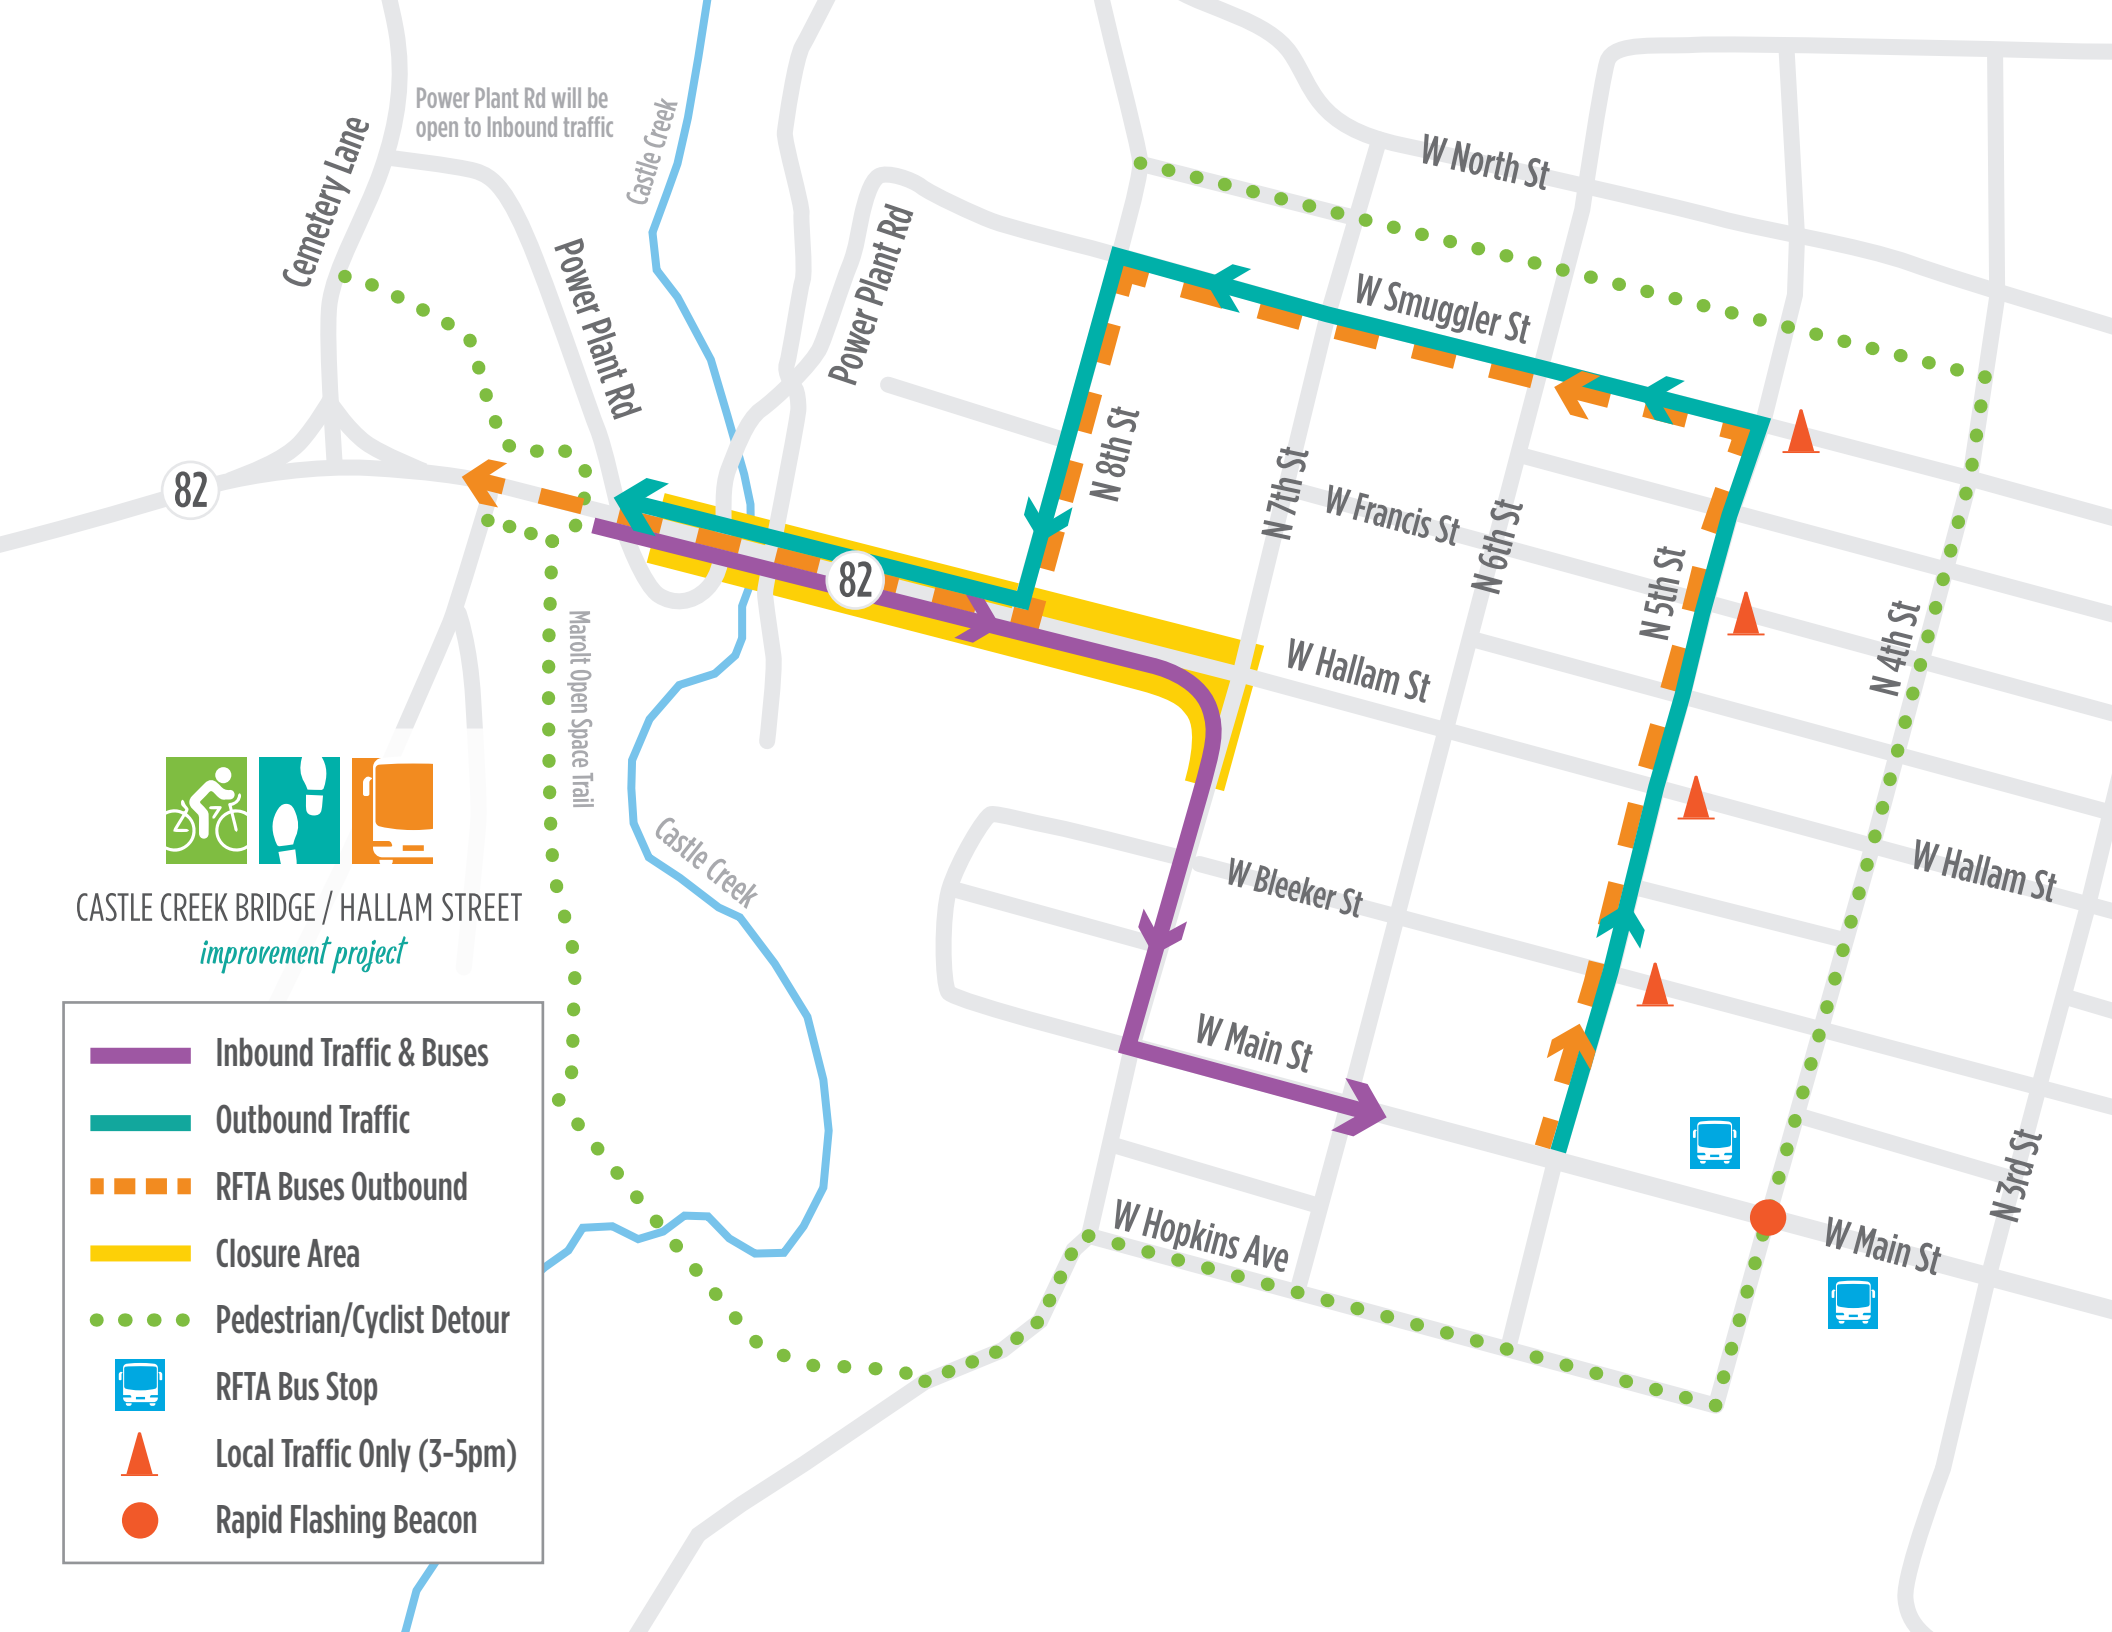 Power Plant Rd will be
open to Inbound traffic
Castle Creek
Cemetery Lane
W North St
Power Plant Rd
Power Plant Rd
W Smuggler St
N 8th St
82
N 7th St
W Francis St
N 6th St
N 5th St
82
N 4th St
Marolt Open Space Trail
W Hallam St
Castle Creek
W Bleeker St
W Hallam St
CASTLE CREEK BRIDGE / HALLAM STREET
improvement project
W Main St
N 3rd St
W Hopkins Ave
W Main St
Inbound Traffic & Buses
Outbound Traffic
RFTA Buses Outbound
Closure Area
Pedestrian/Cyclist Detour
RFTA Bus Stop
Local Traffic Only (3-5pm)
Rapid Flashing Beacon